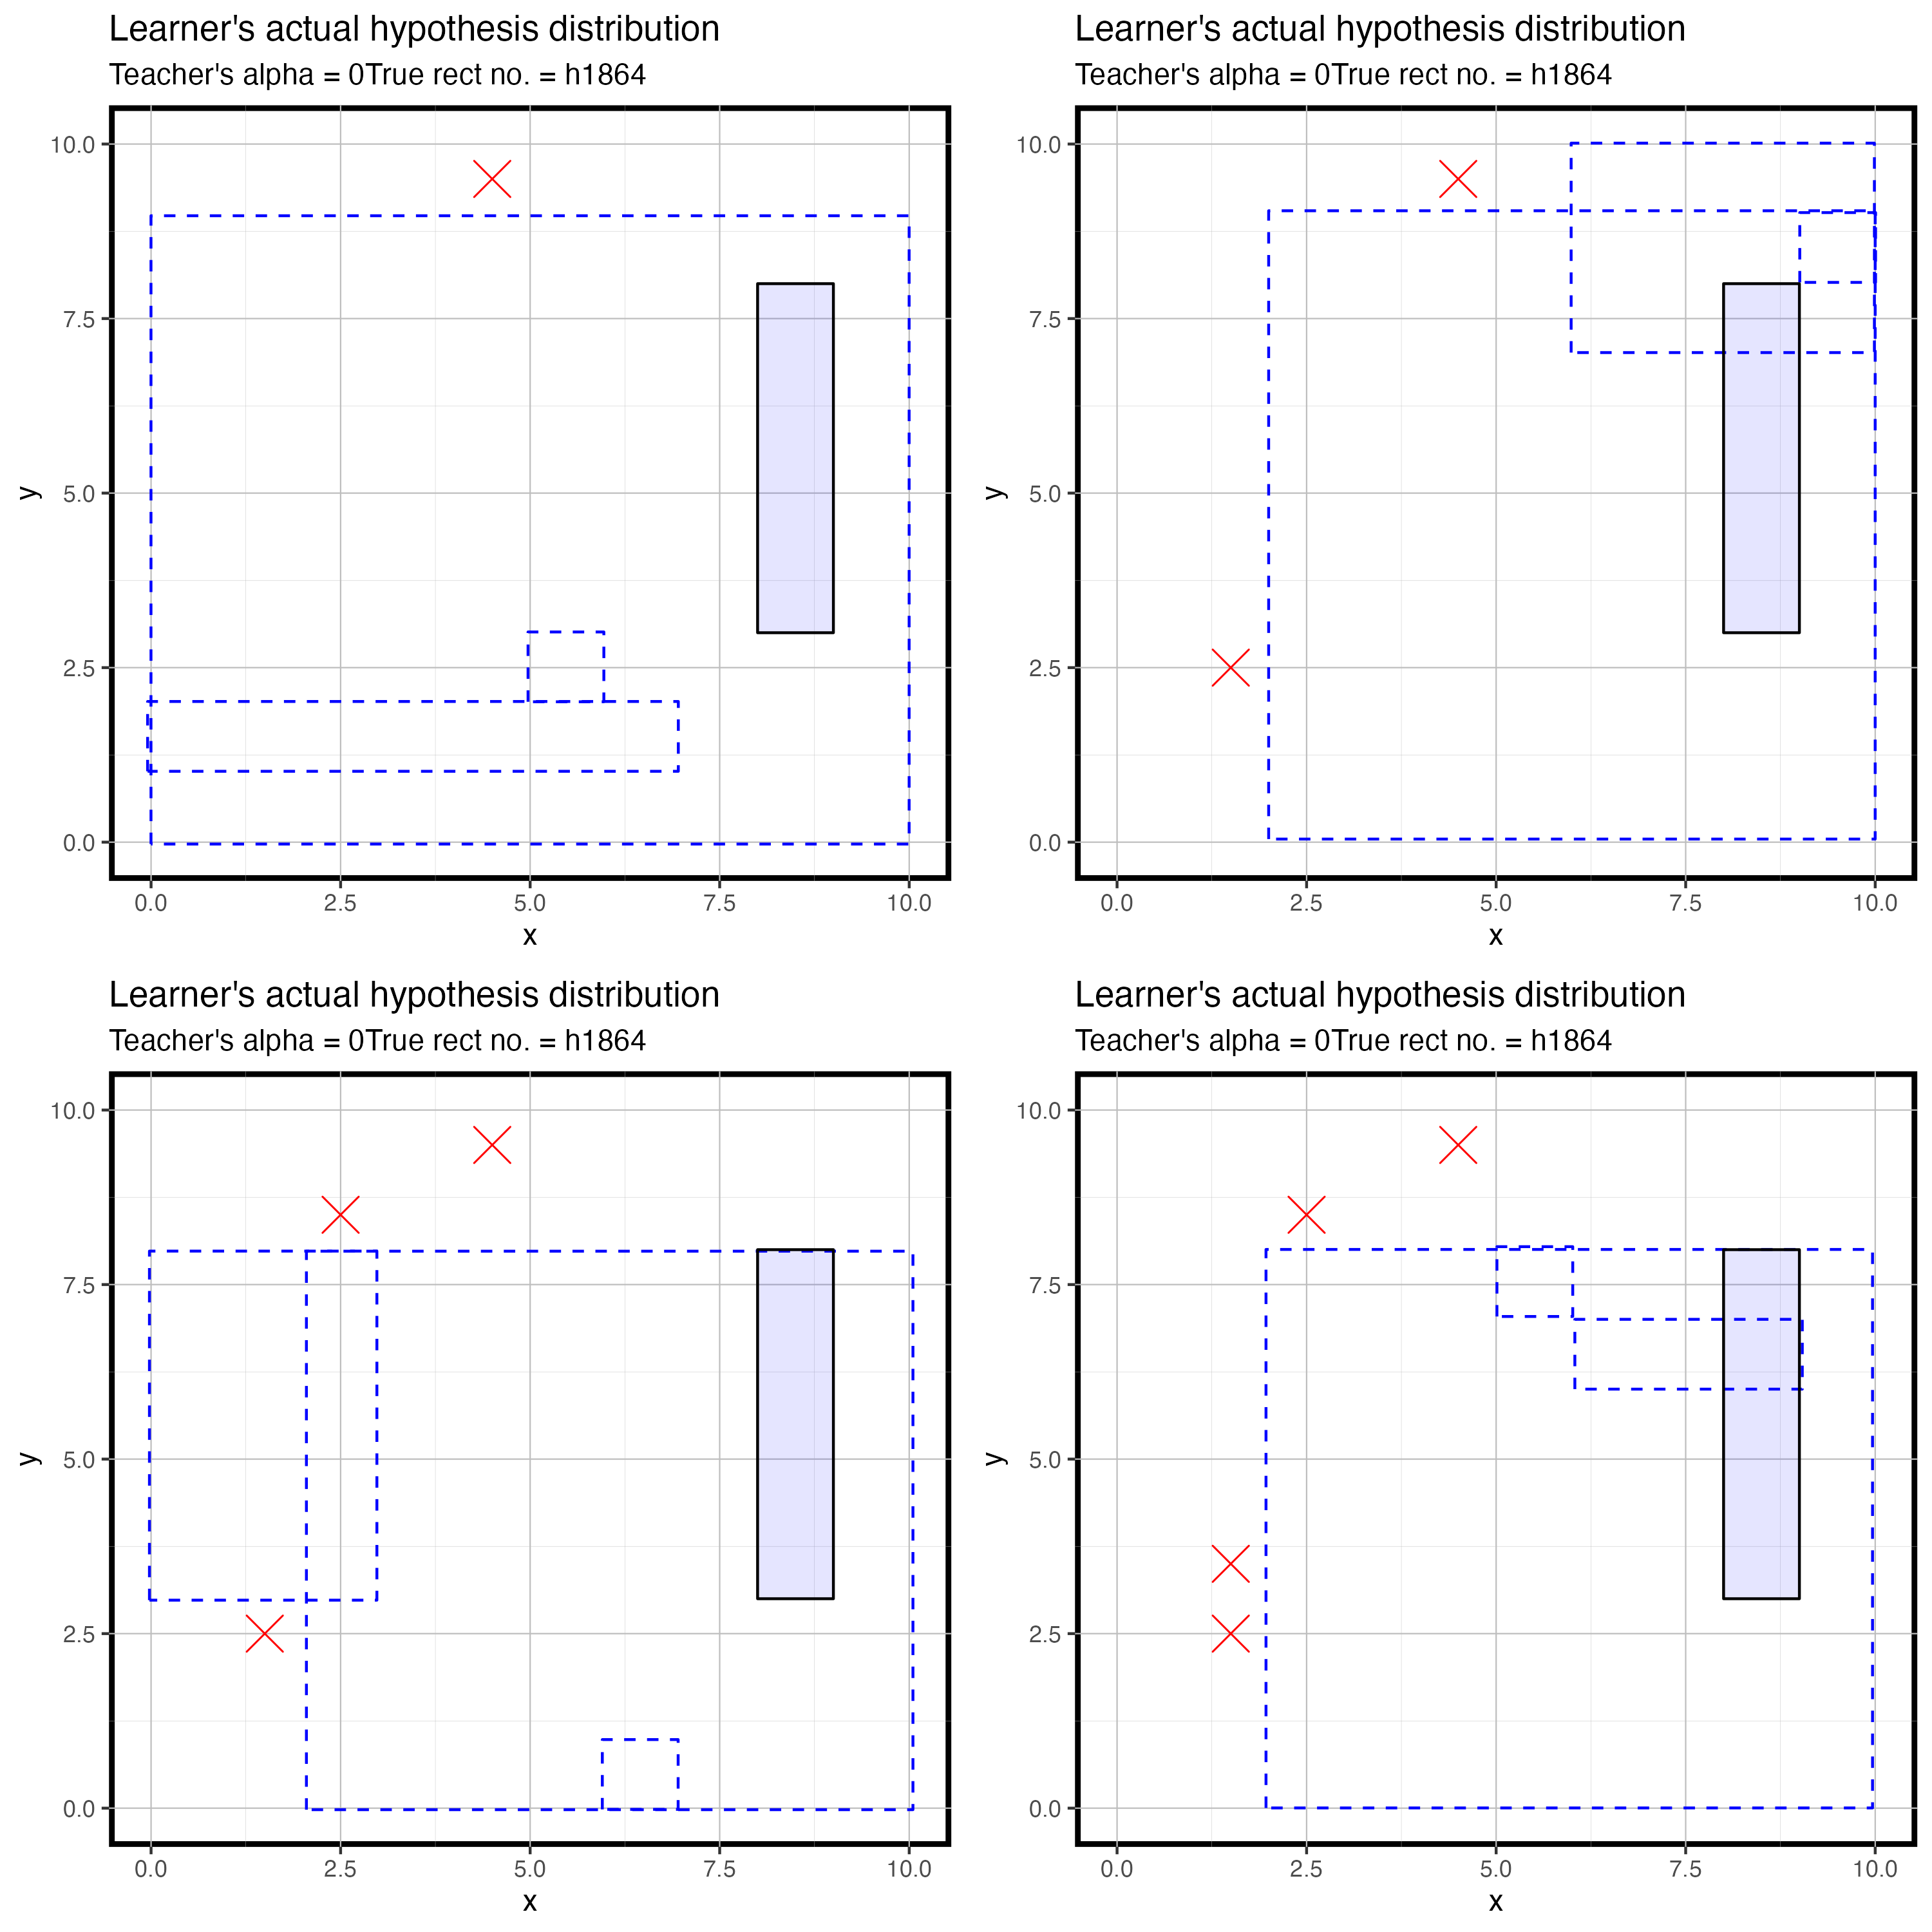 Learner's actual hypothesis distribution
Teacher's alpha = 0True rect no. = h1864
10.0
7.5
5.0
2.5
0.0
y
0.0 2.5 5.0 7.5 10.0
x
Learner's actual hypothesis distribution
Teacher's alpha = 0True rect no. = h1864
10.0
7.5
5.0
2.5
0.0
y
0.0 2.5 5.0 7.5 10.0
x
Learner's actual hypothesis distribution
Teacher's alpha = 0True rect no. = h1864
10.0
7.5
5.0
2.5
0.0
y
0.0 2.5 5.0 7.5 10.0
x
Learner's actual hypothesis distribution
Teacher's alpha = 0True rect no. = h1864
10.0
7.5
5.0
2.5
0.0
y
0.0 2.5 5.0 7.5 10.0
x